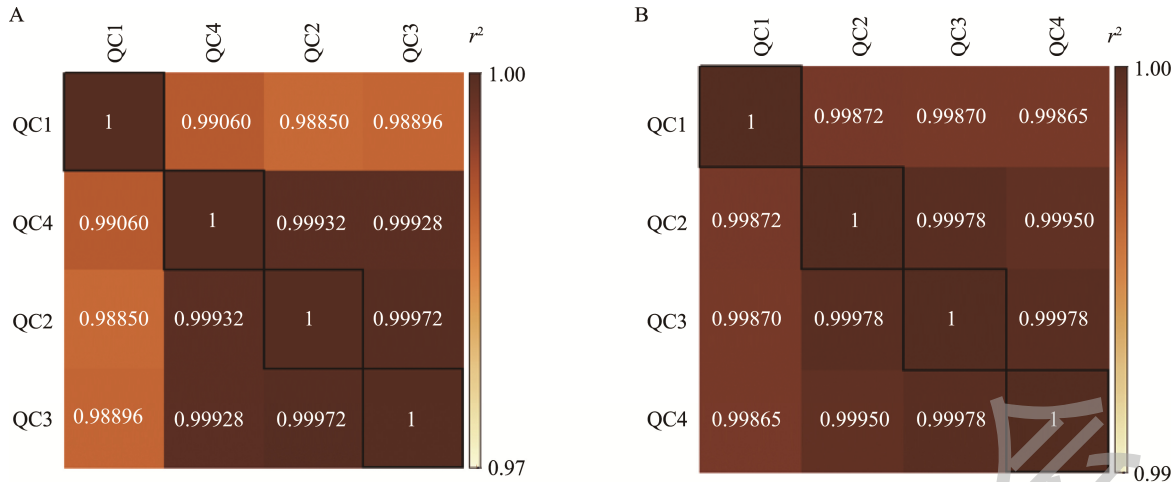 A
QC1 QC4 QC2 QC3 r²
1.00
QC1 1 0.99060 0.98850 0.98896
QC4 0.99060 1 0.99932 0.99928
QC2 0.98850 0.99932 1 0.99972
QC3 0.98896 0.99928 0.99972 1
0.97
B
QC1 QC2 QC3 QC4 r²
1.00
QC1 1 0.99872 0.99870 0.99865
QC2 0.99872 1 0.99978 0.99950
QC3 0.99870 0.99978 1 0.99978
QC4 0.99865 0.99950 0.99978 1
0.99